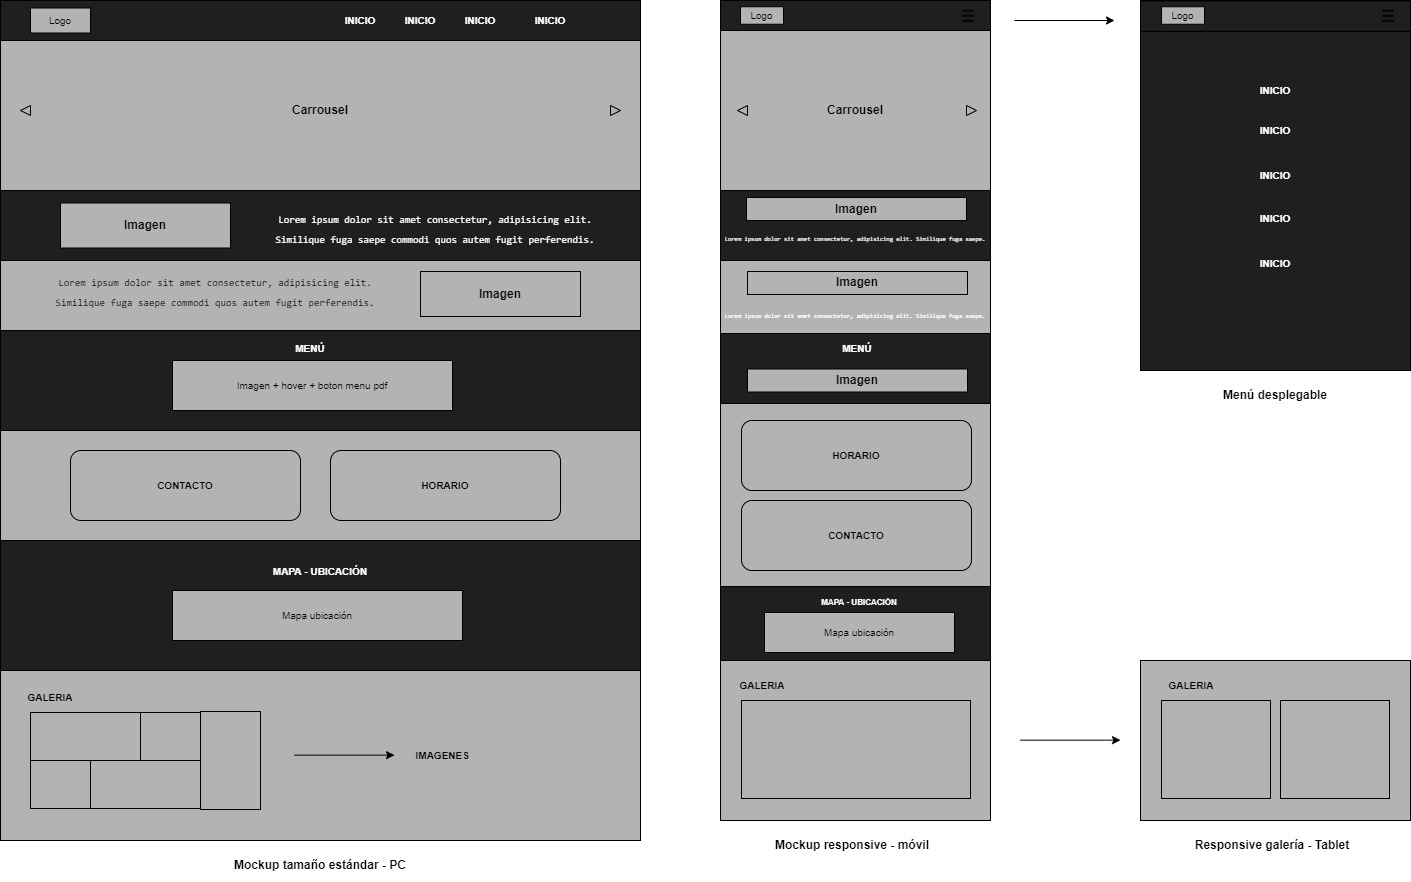 Logo
INICIO INICIO INICIO INICIO
Carrousel
Imagen
Lorem ipsum dolor sit amet consectetur, adipisicing elit.
Similique fuga saepe commodi quos autem fugit perferendis.
Lorem ipsum dolor sit amet consectetur, adipisicing elit.
Similique fuga saepe commodi quos autem fugit perferendis.
Imagen
MENÚ
Imagen + hover + boton menu pdf
CONTACTO
HORARIO
MAPA - UBICACIÓN
Mapa ubicación
GALERIA
IMAGENES
Mockup tamaño estándar - PC
Logo
Carrousel
Imagen
Lorem ipsum dolor sit amet consectetur, adipisicing elit. Similique fuga saepe.
Imagen
Lorem ipsum dolor sit amet consectetur, adipisicing elit. Similique fuga saepe.
MENÚ
Imagen
HORARIO
CONTACTO
MAPA - UBICACIÓN
Mapa ubicación
GALERIA
Mockup responsive - móvil
Logo
INICIO
INICIO
INICIO
INICIO
INICIO
Menú desplegable
GALERIA
Responsive galería - Tablet